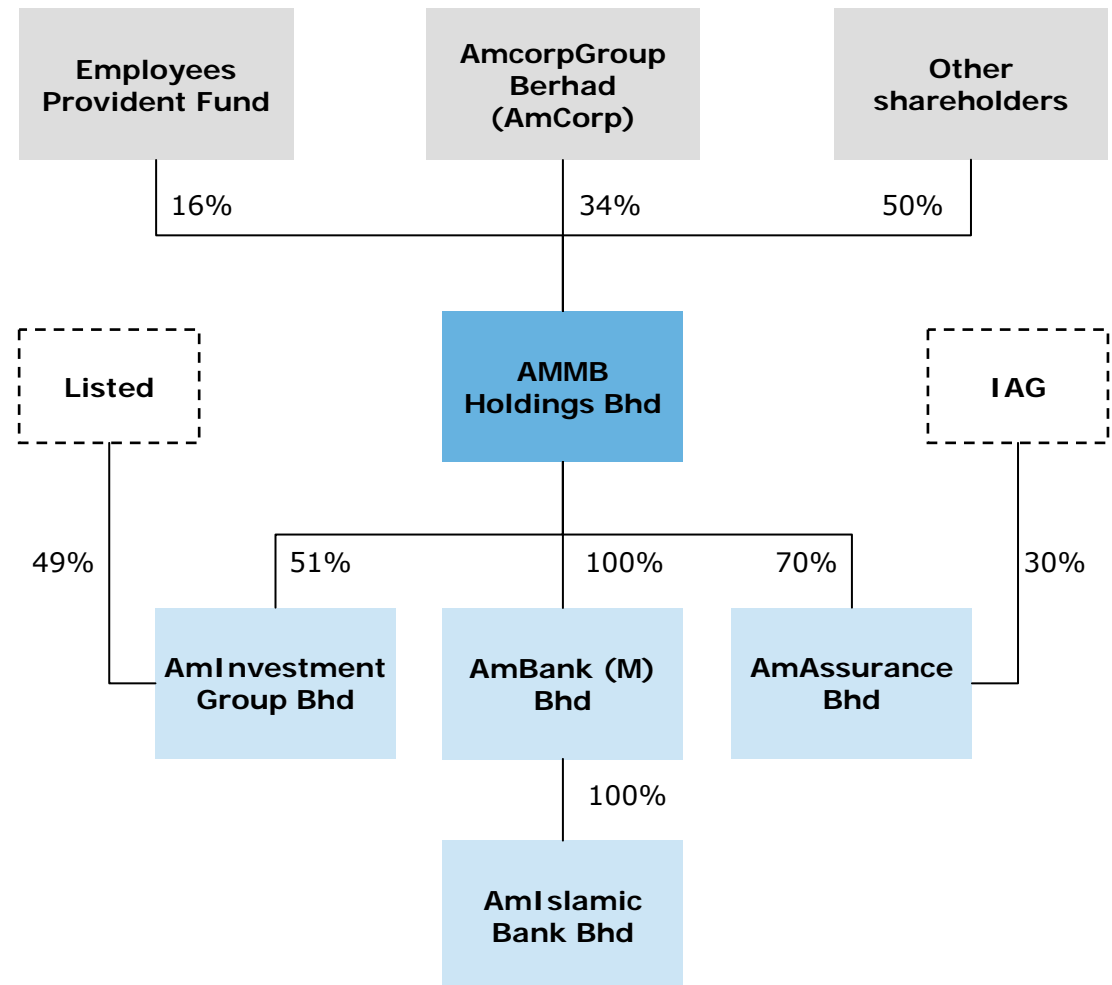 Employees
Provident Fund
AmcorpGroup
Berhad
(AmCorp)
Other
shareholders
16%
34%
50%
Listed
AMMB
Holdings Bhd
IAG
49%
51%
100%
70%
30%
AmInvestment
Group Bhd
AmBank (M)
Bhd
AmAssurance
Bhd
100%
AmIslamic
Bank Bhd